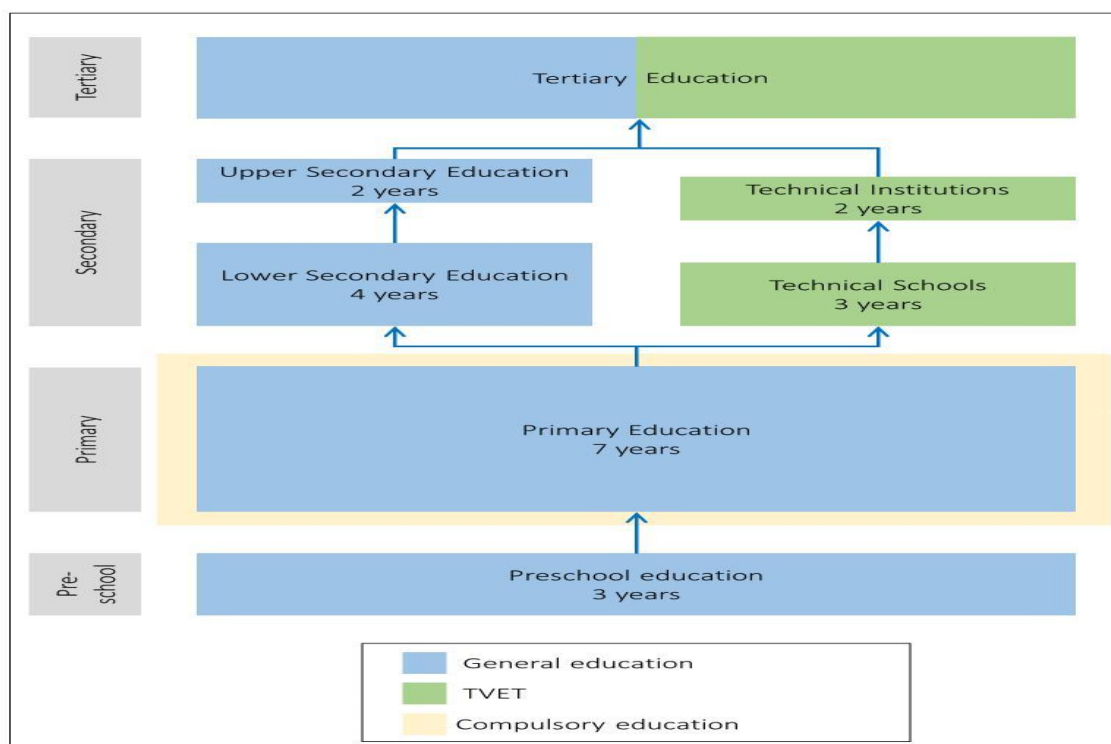 Tertiary
Tertiary Education
Secondary
Upper Secondary Education
2 years
Technical Institutions
2 years
Lower Secondary Education
4 years
Technical Schools
3 years
Primary
Primary Education
7 years
Pre-
school
Preschool education
3 years
General education
TVET
Compulsory education